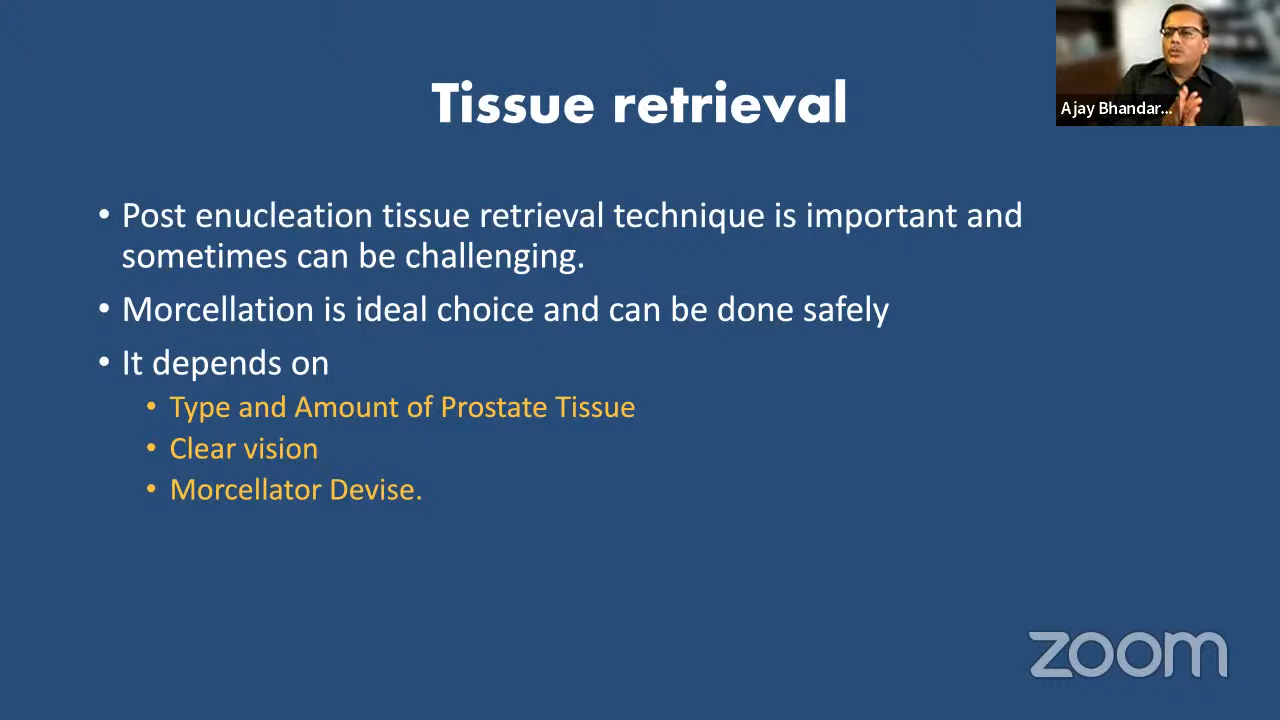 Tissue retrieval
Ajay Bhandar...
• Post enucleation tissue retrieval technique is important and
sometimes can be challenging.
• Morcellation is ideal choice and can be done safely
• It depends on
• Type and Amount of Prostate Tissue
• Clear vision
• Morcellator Devise.
zoom